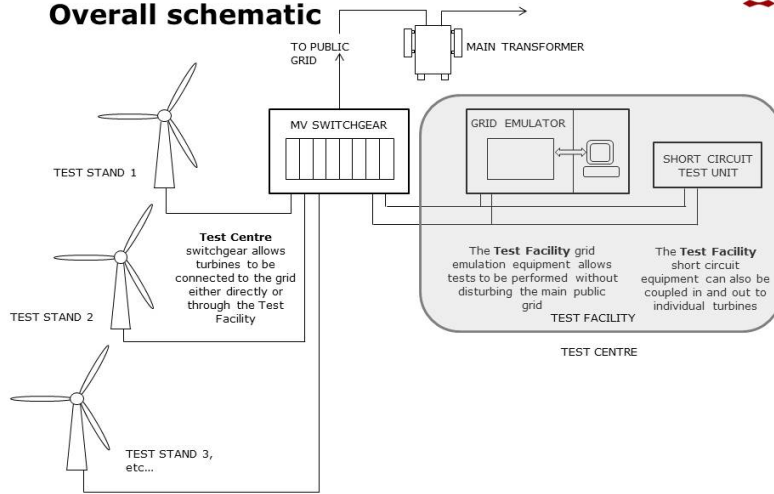 Overall schematic
TO PUBLIC
GRID
MAIN TRANSFORMER
MV SWITCHGEAR
GRID EMULATOR
SHORT CIRCUIT
TEST UNIT
TEST STAND 1
Test Centre
switchgear allows
turbines to be
connected to the grid
either directly or
through the Test
Facility
The Test Facility grid
emulation equipment allows
tests to be performed without
disturbing the main public
grid
The Test Facility
short circuit
equipment can also be
coupled in and out to
individual turbines
TEST FACILITY
TEST STAND 2
TEST CENTRE
TEST STAND 3,
etc...